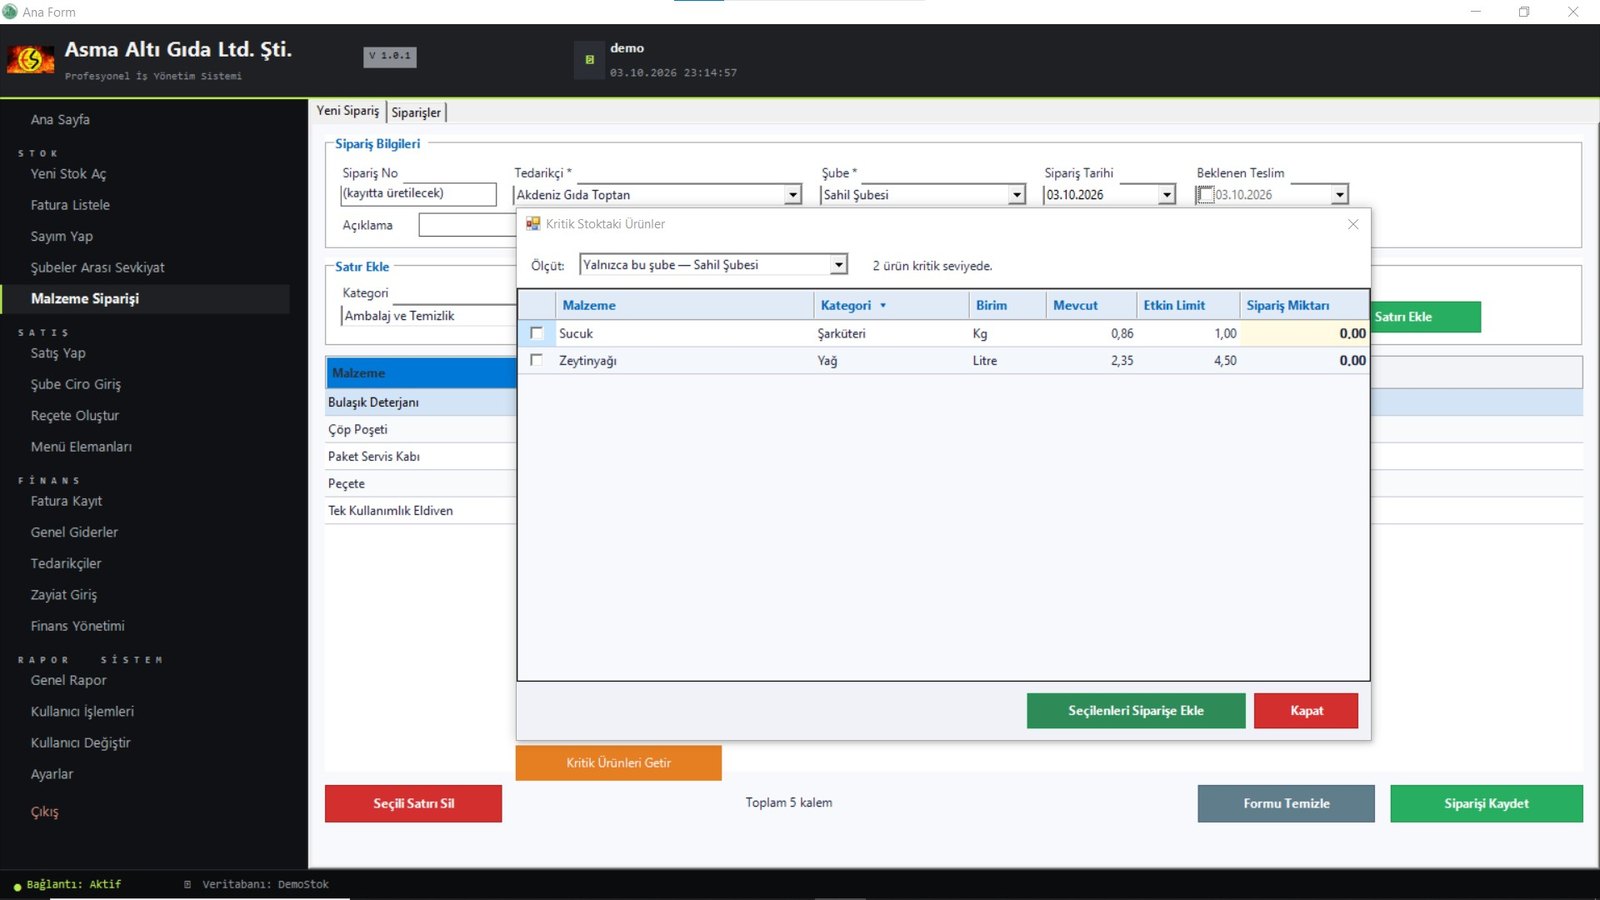 Ana Form
Asma Altı Gıda Ltd. Şti.
Profesyonel İş Yönetim Sistemi
V 1.0.1
demo
03.10.2026 23:14:57
Ana Sayfa
STOK
Yeni Stok Aç
Fatura Listele
Sayım Yap
Şubeler Arası Sevkiyat
Malzeme Siparişi
SATIŞ
Satış Yap
Şube Ciro Giriş
Reçete Oluştur
Menü Elemanları
FİNANS
Fatura Kayıt
Genel Giderler
Tedarikçiler
Zayiat Giriş
Finans Yönetimi
RAPOR SİSTEM
Genel Rapor
Kullanıcı İşlemleri
Kullanıcı Değiştir
Ayarlar
Çıkış
Yeni Sipariş
Siparişler
Sipariş Bilgileri
Sipariş No
Tedarikçi *
Şube *
Sipariş Tarihi
Beklenen Teslim
(kayıtta üretilecek)
Akdeniz Gıda Toptan
Sahil Şubesi
03.10.2026
03.10.2026
Açıklama
Satır Ekle
Kategori
Ambalaj ve Temizlik
Satırı Ekle
Malzeme
Bulaşık Deterjanı
Çöp Poşeti
Paket Servis Kabı
Peçete
Tek Kullanımlık Eldiven
Kritik Stoktaki Ürünler
Ölçüt:
Yalnızca bu şube — Sahil Şubesi
2 ürün kritik seviyede.
Malzeme Kategori Birim Mevcut Etkin Limit Sipariş Miktarı
Sucuk Şarküteri Kg 0,86 1,00 0,00
Zeytinyağı Yağ Litre 2,35 4,50 0,00
Seçilenleri Siparişe Ekle
Kapat
Kritik Ürünleri Getir
Seçili Satırı Sil
Toplam 5 kalem
Formu Temizle
Siparişi Kaydet
Bağlantı: Aktif
Veritabanı: DemoStok